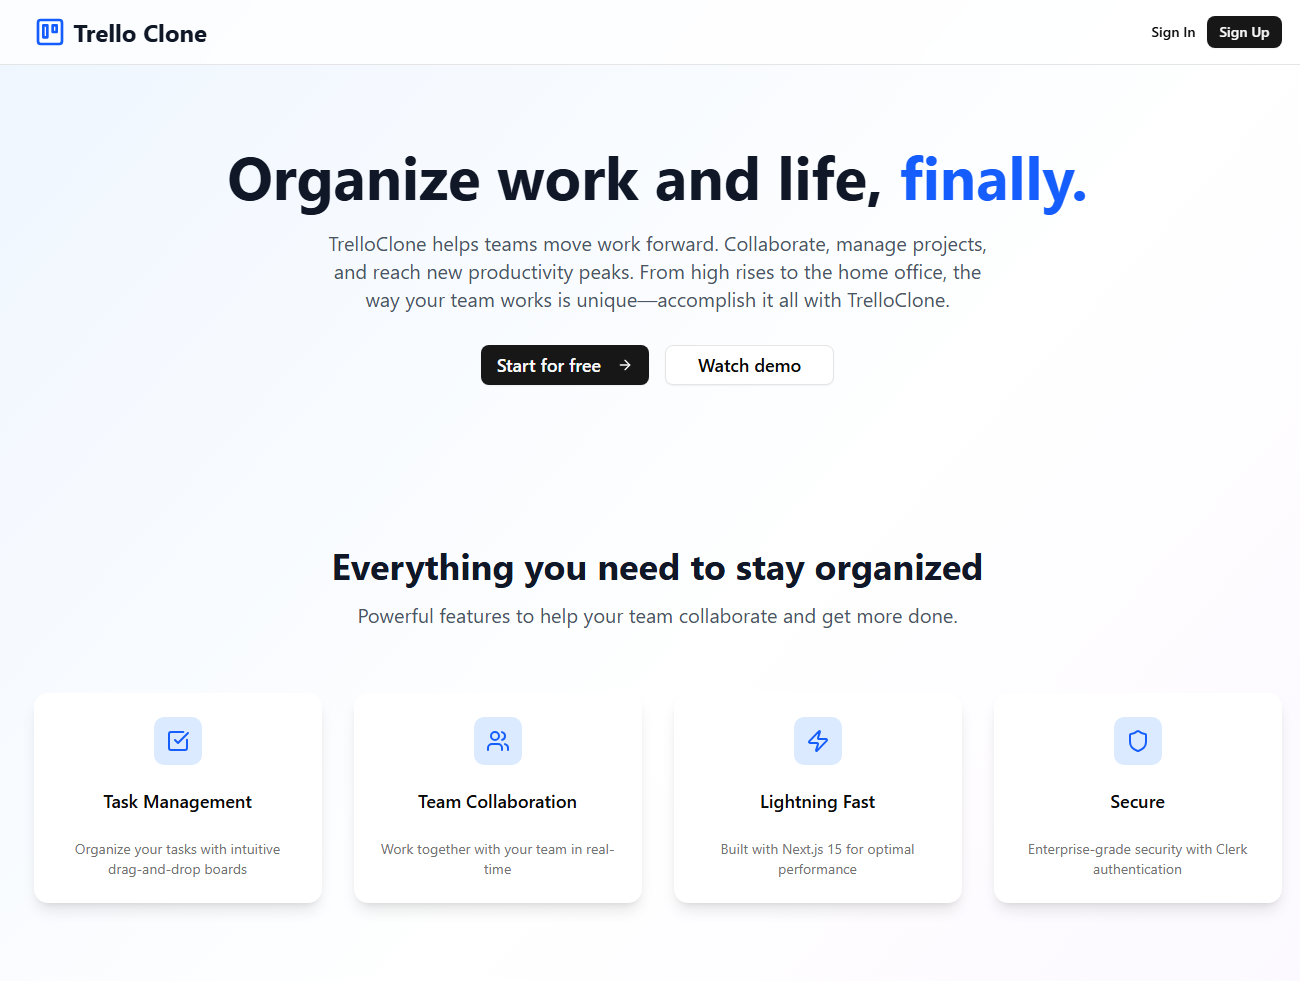 Trello Clone
Sign In
Sign Up
Organize work and life, finally.
TrelloClone helps teams move work forward. Collaborate, manage projects,
and reach new productivity peaks. From high rises to the home office, the
way your team works is unique—accomplish it all with TrelloClone.
Start for free
Watch demo
Everything you need to stay organized
Powerful features to help your team collaborate and get more done.
Task Management
Organize your tasks with intuitive
drag-and-drop boards
Team Collaboration
Work together with your team in real-
time
Lightning Fast
Built with Next.js 15 for optimal
performance
Secure
Enterprise-grade security with Clerk
authentication